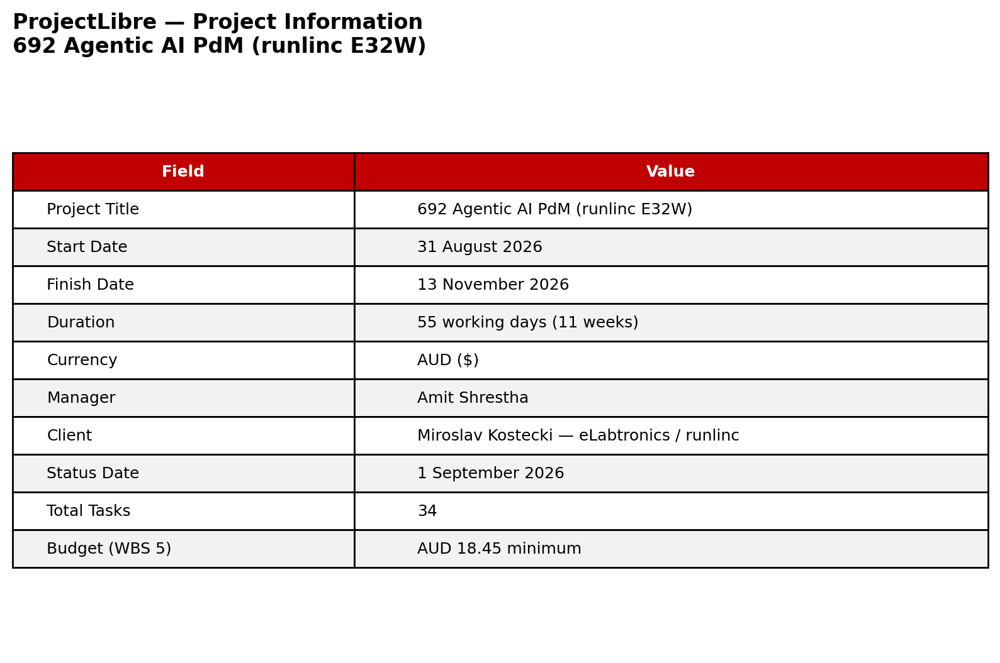 ProjectLibre — Project Information
692 Agentic AI PdM (runlinc E32W)
Field Value
Project Title 692 Agentic AI PdM (runlinc E32W)
Start Date 31 August 2026
Finish Date 13 November 2026
Duration 55 working days (11 weeks)
Currency AUD ($)
Manager Amit Shrestha
Client Miroslav Kostecki — eLabtronics / runlinc
Status Date 1 September 2026
Total Tasks 34
Budget (WBS 5) AUD 18.45 minimum